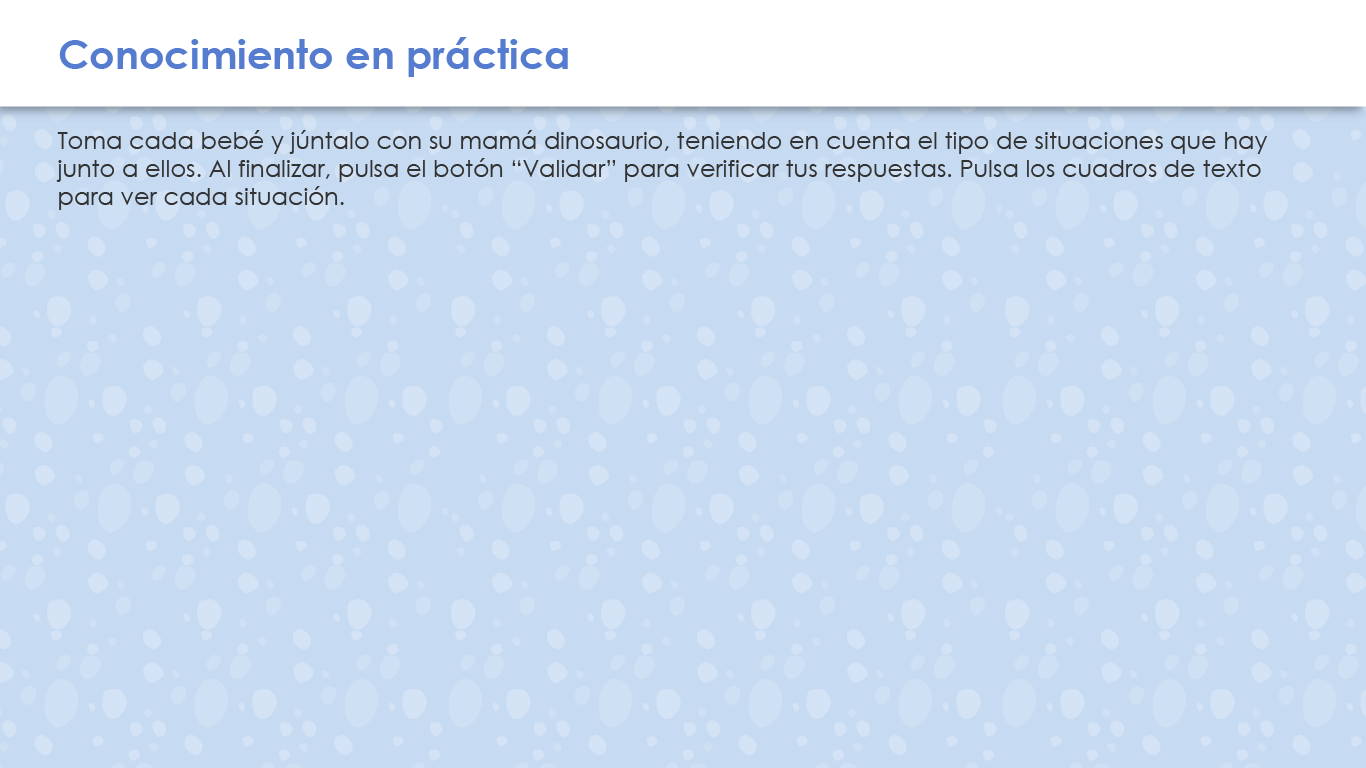 Conocimiento en práctica
Toma cada bebé y júntalo con su mamá dinosaurio, teniendo en cuenta el tipo de situaciones que hay
junto a ellos. Al finalizar, pulsa el botón “Validar” para verificar tus respuestas. Pulsa los cuadros de texto
para ver cada situación.